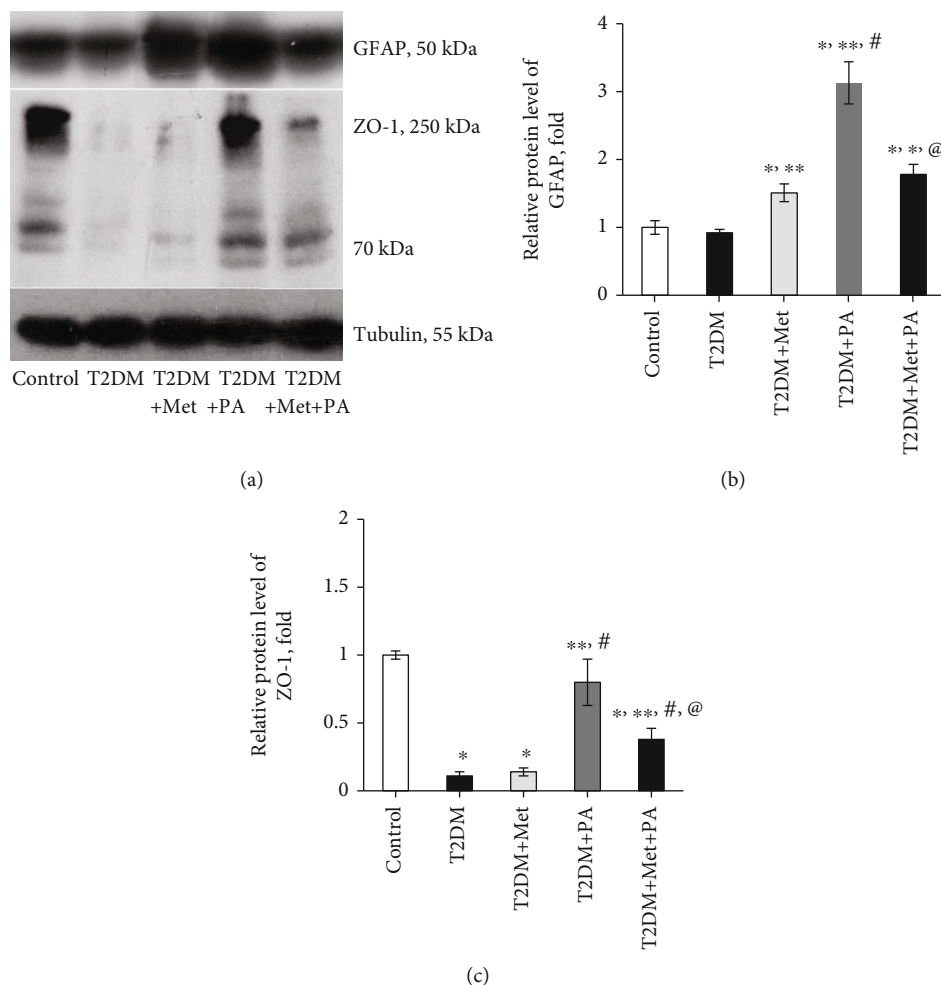 GFAP, 50 kDa
ZO-1, 250 kDa
70 kDa
Tubulin, 55 kDa
Control T2DM T2DM T2DM T2DM
+Met +PA +Met+PA
(a)
Relative protein level of
GFAP, fold
4
3
2
1
0
*, **
*, **, #
*, *, @
Control
T2DM
T2DM+Met
T2DM+PA
T2DM+Met+PA
(b)
Relative protein level of
ZO-1, fold
2
1.5
1
0.5
0
*
*
**, #
*, **, #, @
Control
T2DM
T2DM+Met
T2DM+PA
T2DM+Met+PA
(c)